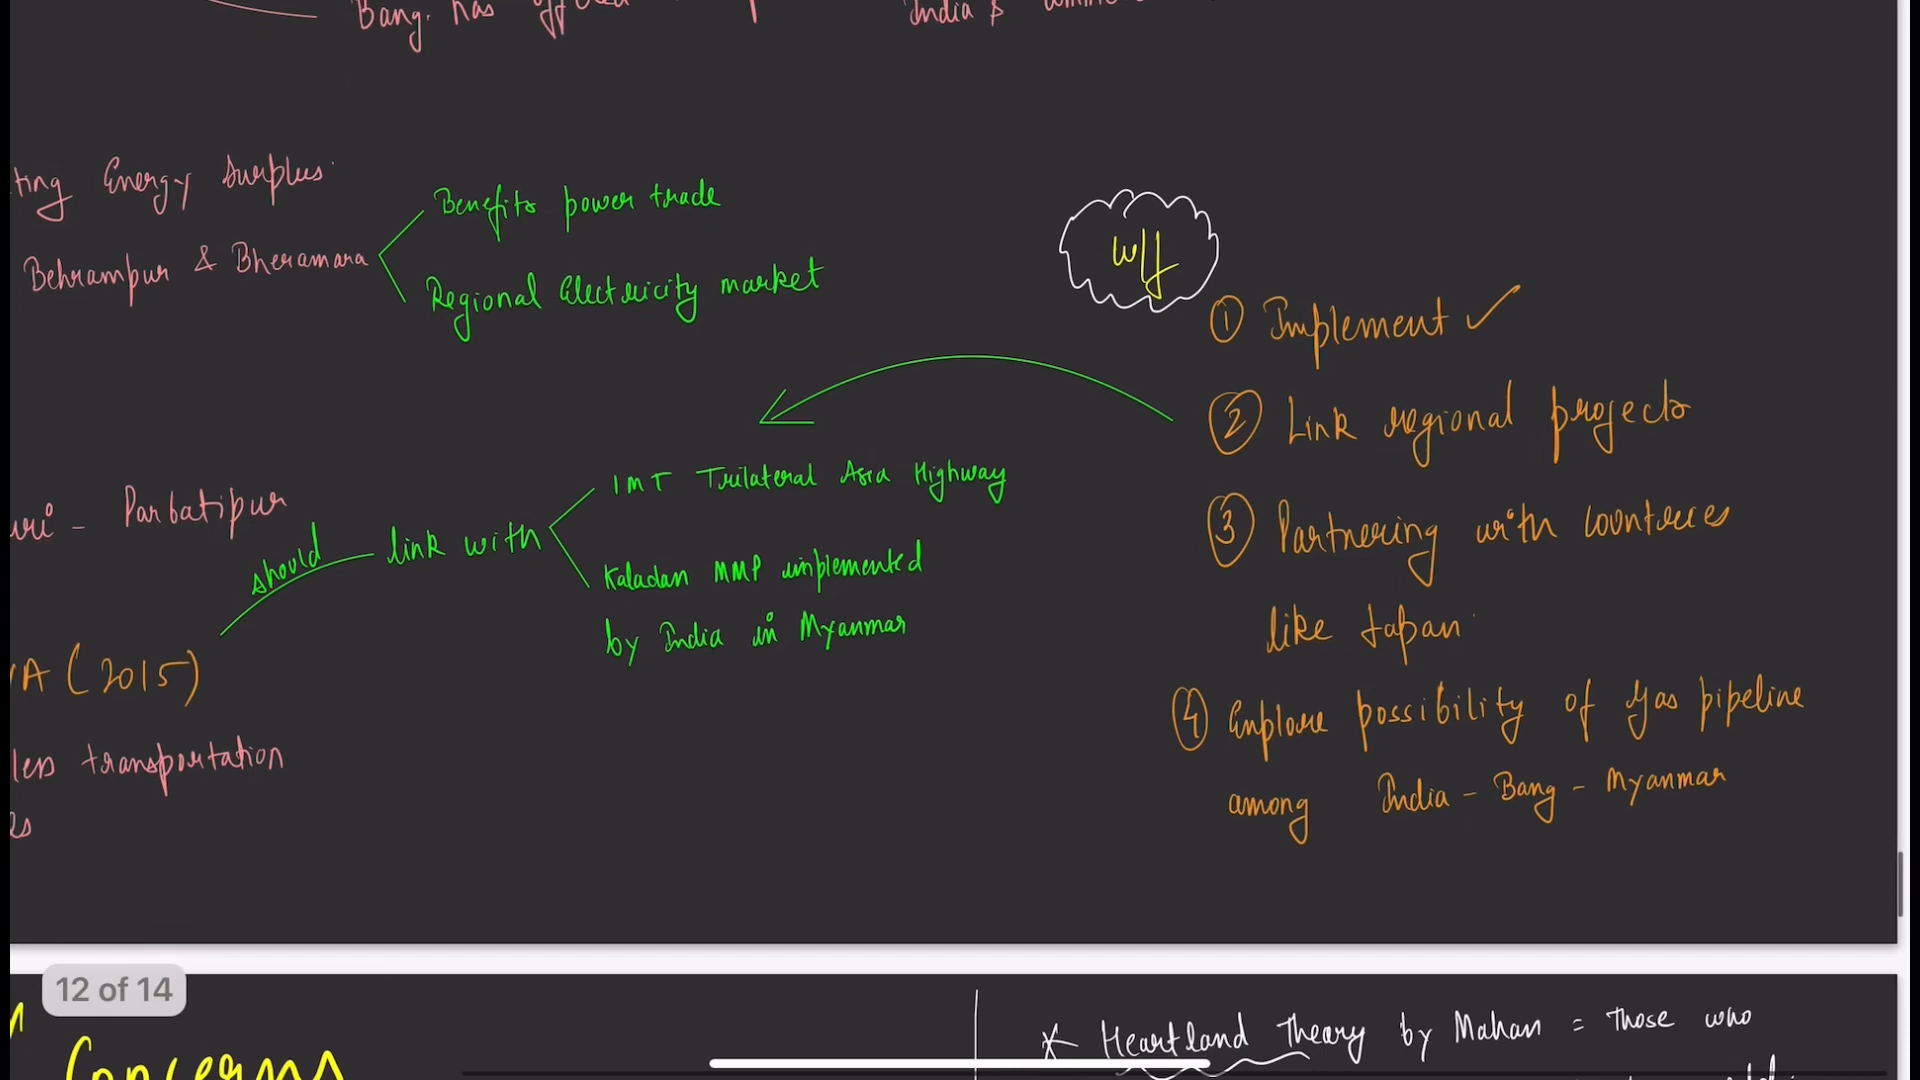 Bang. has
India &
ting Energy Surplus
Behrampur & Bheramara
Benefits power trade
Regional Electricity market
W/f
① Implement ✓
② Link regional projects
③ Partnering with countries
like Japan
④ Explore possibility of gas pipeline
among India - Bang - Myanmar
IMT Trilateral Asia Highway
should link with
Kaladan MMP implemented
by India in Myanmar
uri - Parbatipur
A (2015)
less transportation
12 of 14
Concerns
* Heartland Theory by Mahan = Those who